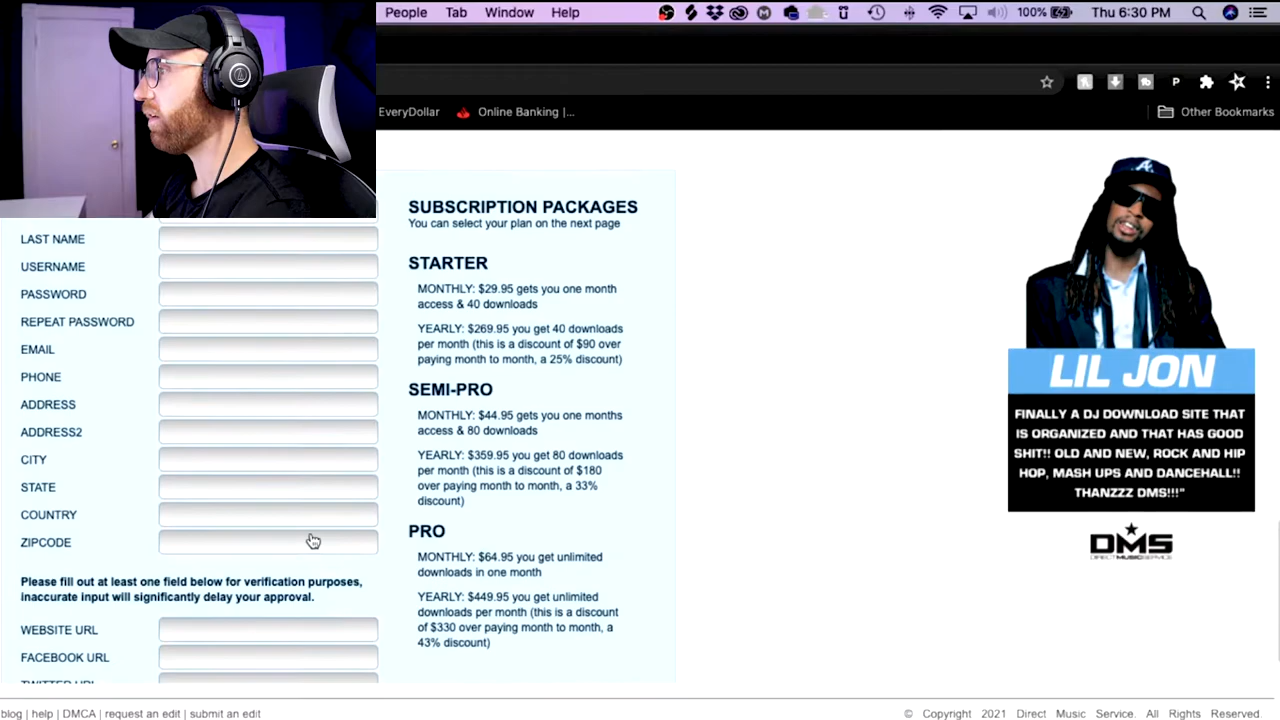 People Tab Window Help 100% Thu 6:30 PM
EveryDollar Online Banking |... Other Bookmarks
LAST NAME
USERNAME
PASSWORD
REPEAT PASSWORD
EMAIL
PHONE
ADDRESS
ADDRESS2
CITY
STATE
COUNTRY
ZIPCODE
Please fill out at least one field below for verification purposes,
inaccurate input will significantly delay your approval.
WEBSITE URL
FACEBOOK URL
TWITTER URL
SUBSCRIPTION PACKAGES
You can select your plan on the next page
STARTER
MONTHLY: $29.95 gets you one month
access & 40 downloads
YEARLY: $269.95 you get 40 downloads
per month (this is a discount of $90 over
paying month to month, a 25% discount)
SEMI-PRO
MONTHLY: $44.95 gets you one months
access & 80 downloads
YEARLY: $359.95 you get 80 downloads
per month (this is a discount of $180
over paying month to month, a 33%
discount)
PRO
MONTHLY: $64.95 you get unlimited
downloads in one month
YEARLY: $449.95 you get unlimited
downloads per month (this is a discount
of $330 over paying month to month, a
43% discount)
A
LIL JON
FINALLY A DJ DOWNLOAD SITE THAT
IS ORGANIZED AND THAT HAS GOOD
SHIT!! OLD AND NEW, ROCK AND HIP
HOP, MASH UPS AND DANCEHALL!!
THANZZZ DMS!!!"
DMS
DIRECT MUSIC SERVICE
blog | help | DMCA | request an edit | submit an edit
© Copyright 2021 Direct Music Service. All Rights Reserved.